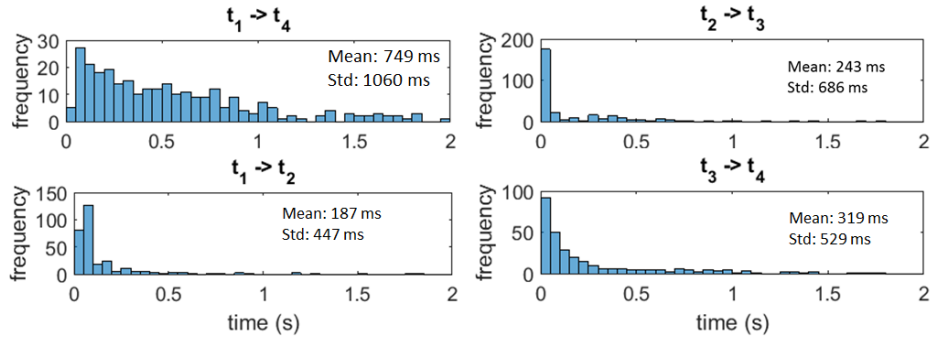 t1 -> t4
frequency
30
20
10
0
Mean: 749 ms
Std: 1060 ms
0 0.5 1 1.5 2
t2 -> t3
frequency
200
100
0
Mean: 243 ms
Std: 686 ms
0 0.5 1 1.5 2
t1 -> t2
frequency
150
100
50
0
Mean: 187 ms
Std: 447 ms
0 0.5 1 1.5 2
time (s)
t3 -> t4
frequency
100
50
0
Mean: 319 ms
Std: 529 ms
0 0.5 1 1.5 2
time (s)